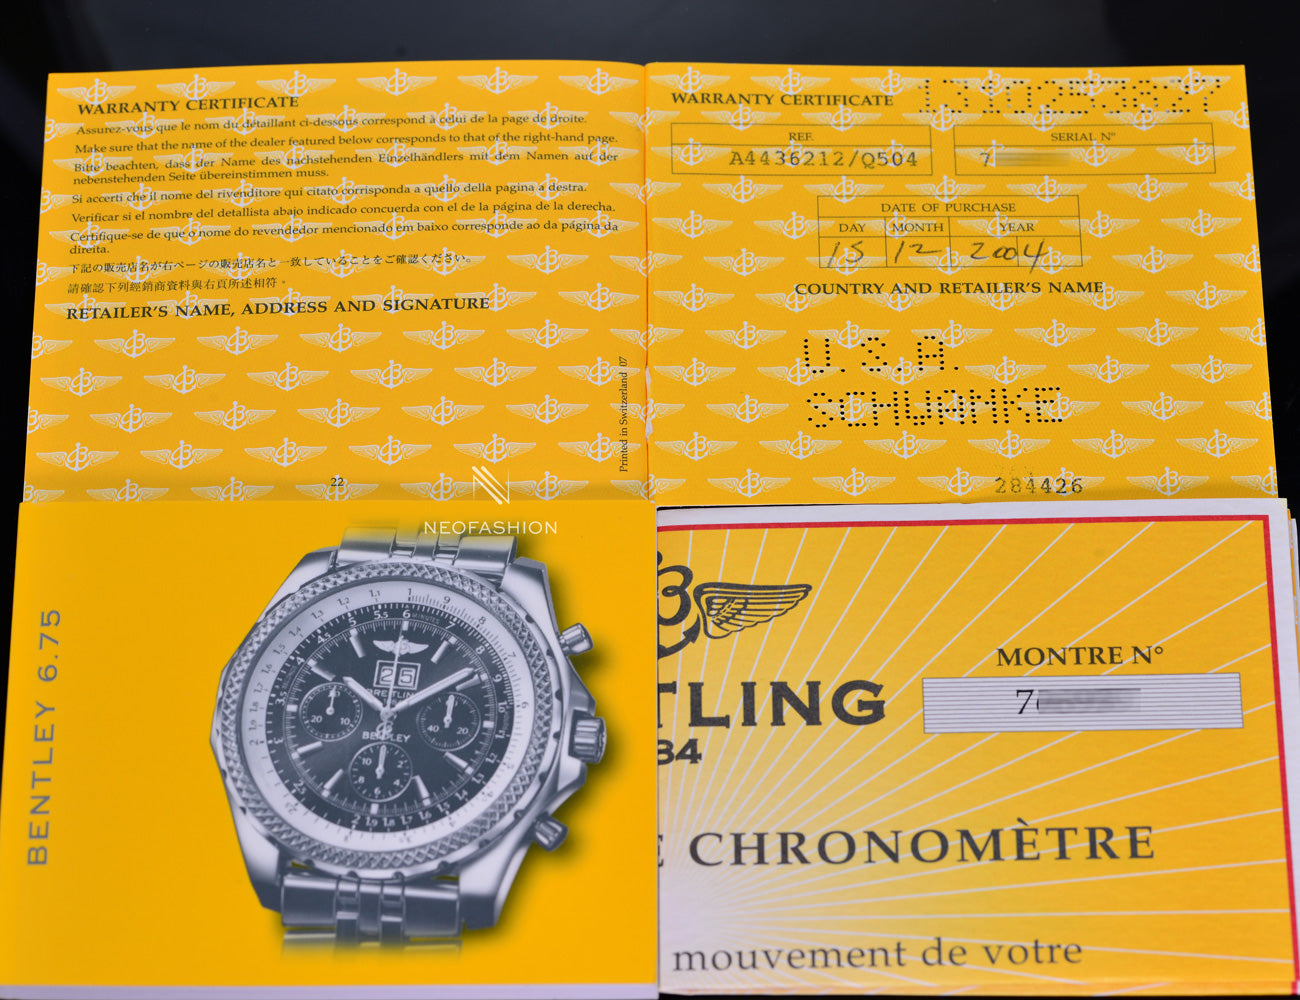 WARRANTY CERTIFICATE
Assurez-vous que le nom du détaillant ci-dessous correspond à celui de la page de droite.
Make sure that the name of the dealer featured below corresponds to that of the right-hand page.
Bitte beachten, dass der Name des nachstehenden Einzelhändlers mit dem Namen auf der
nebenstehenden Seite übereinstimmen muss.
Si accerti che il nome del rivenditore qui citato corrisponda a quello della pagina a destra.
Verificar si el nombre del detallista abajo indicado concuerda con el de la página de la derecha.
Certifique-se de que o nome do revendedor mencionado em baixo corresponde ao da página da
direita.
下記の販売店名が右ページの販売店名と一致していることをご確認ください。
請確認下列經銷商資料與右頁所述相符。
RETAILER'S NAME, ADDRESS AND SIGNATURE
Printed in Switzerland 07
22
WARRANTY CERTIFICATE
REF.
A4436212/Q504
SERIAL N°
7
DATE OF PURCHASE
DAY MONTH YEAR
15 12 2004
COUNTRY AND RETAILER'S NAME
U.S.A.
SCHWANKE
284426
NEOFASHION
BENTLEY 6.75
25
BENTLEY
TLING
84
MONTRE N°
7
E CHRONOMÈTRE
mouvement de votre